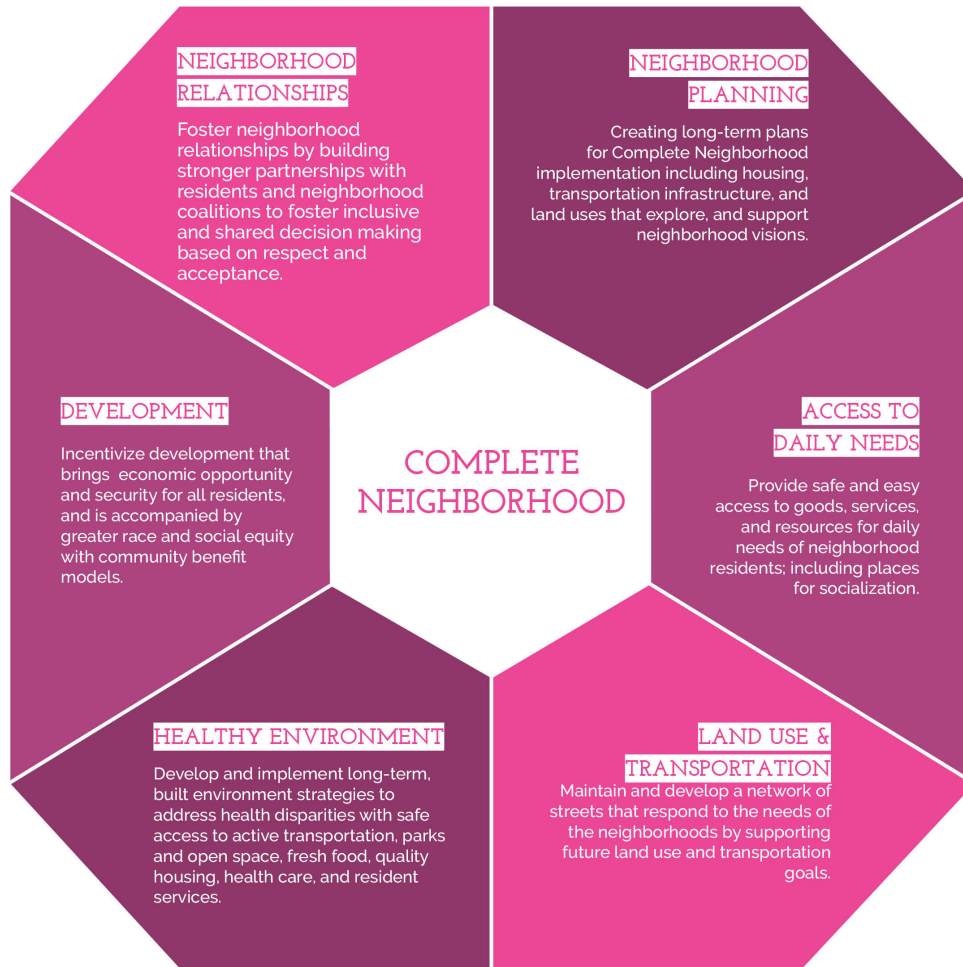 NEIGHBORHOOD
RELATIONSHIPS
Foster neighborhood
relationships by building
stronger partnerships with
residents and neighborhood
coalitions to foster inclusive
and shared decision making
based on respect and
acceptance.
NEIGHBORHOOD
PLANNING
Creating long-term plans
for Complete Neighborhood
implementation including housing,
transportation infrastructure, and
land uses that explore, and support
neighborhood visions.
DEVELOPMENT
Incentivize development that
brings economic opportunity
and security for all residents,
and is accompanied by
greater race and social equity
with community benefit
models.
COMPLETE
NEIGHBORHOOD
ACCESS TO
DAILY NEEDS
Provide safe and easy
access to goods, services,
and resources for daily
needs of neighborhood
residents; including places
for socialization.
HEALTHY ENVIRONMENT
Develop and implement long-term,
built environment strategies to
address health disparities with safe
access to active transportation, parks
and open space, fresh food, quality
housing, health care, and resident
services.
LAND USE &
TRANSPORTATION
Maintain and develop a network of
streets that respond to the needs of
the neighborhoods by supporting
future land use and transportation
goals.